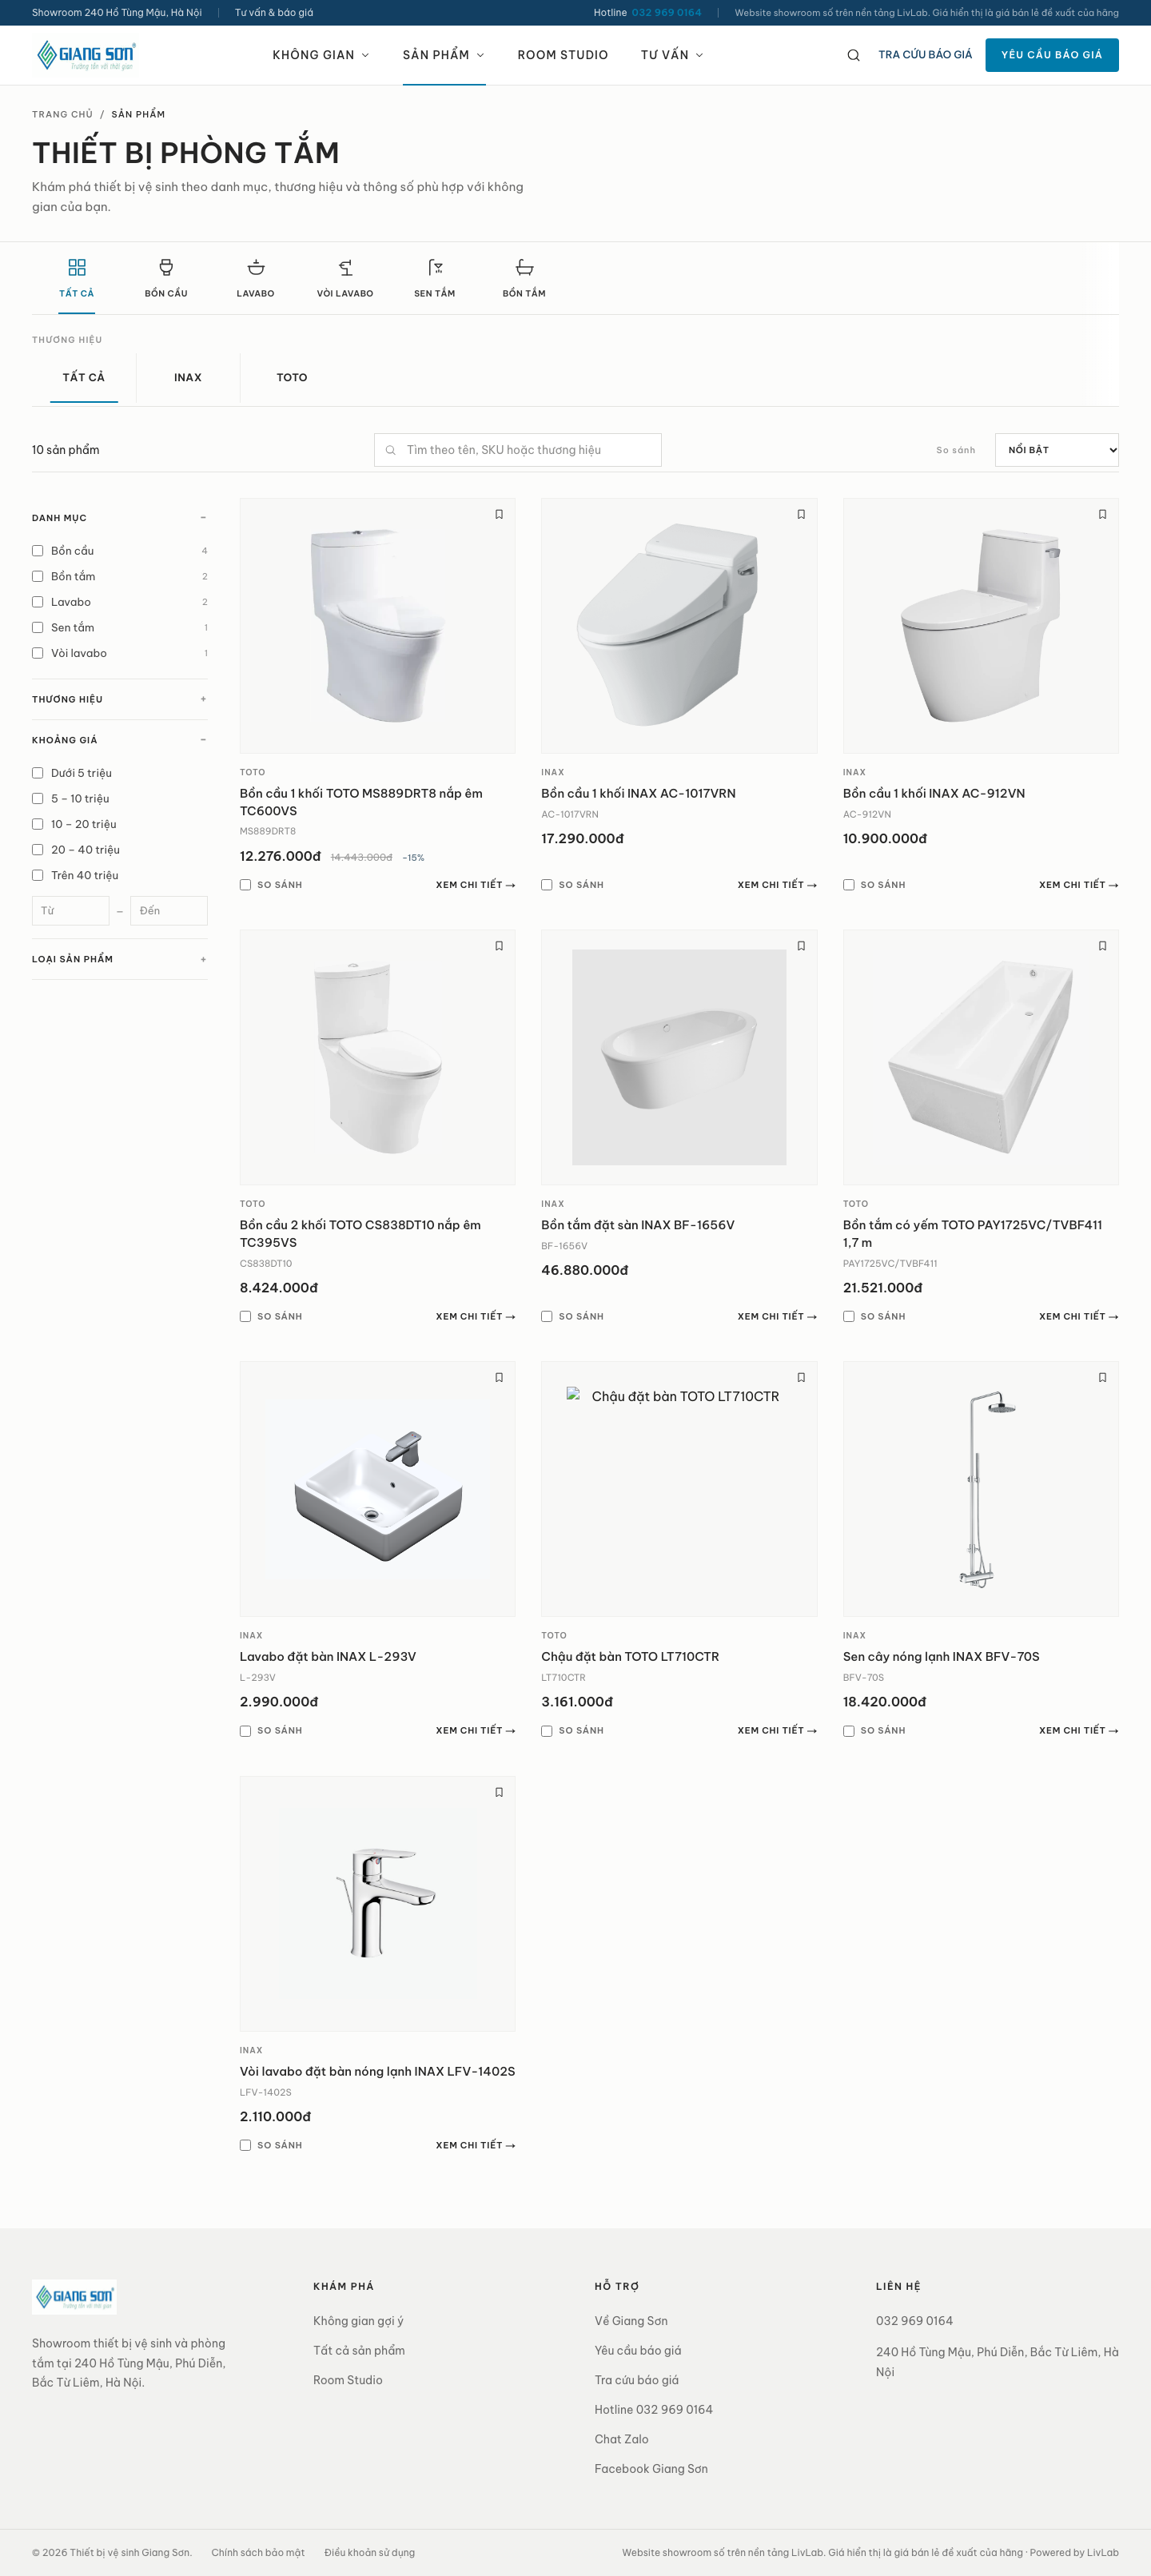 Showroom 240 Hồ Tùng Mậu, Hà Nội
Tư vấn & báo giá
Hotline 032 969 0164
Website showroom số trên nền tảng LivLab. Giá hiển thị là giá bán lẻ đề xuất của hãng
GIANG SƠN
Trường tồn với thời gian
KHÔNG GIAN
SẢN PHẨM
ROOM STUDIO
TƯ VẤN
TRA CỨU BÁO GIÁ
YÊU CẦU BÁO GIÁ
TRANG CHỦ / SẢN PHẨM
THIẾT BỊ PHÒNG TẮM
Khám phá thiết bị vệ sinh theo danh mục, thương hiệu và thông số phù hợp với không
gian của bạn.
TẤT CẢ
BỒN CẦU
LAVABO
VÒI LAVABO
SEN TẮM
BỒN TẮM
THƯƠNG HIỆU
TẤT CẢ
INAX
TOTO
10 sản phẩm
Tìm theo tên, SKU hoặc thương hiệu
So sánh
NỔI BẬT
DANH MỤC −
Bồn cầu 4
Bồn tắm 2
Lavabo 2
Sen tắm 1
Vòi lavabo 1
THƯƠNG HIỆU +
KHOẢNG GIÁ −
Dưới 5 triệu
5 – 10 triệu
10 – 20 triệu
20 – 40 triệu
Trên 40 triệu
Từ – Đến
LOẠI SẢN PHẨM +
TOTO
Bồn cầu 1 khối TOTO MS889DRT8 nắp êm
TC600VS
MS889DRT8
12.276.000đ 14.443.000đ -15%
SO SÁNH XEM CHI TIẾT →
INAX
Bồn cầu 1 khối INAX AC-1017VRN
AC-1017VRN
17.290.000đ
SO SÁNH XEM CHI TIẾT →
INAX
Bồn cầu 1 khối INAX AC-912VN
AC-912VN
10.900.000đ
SO SÁNH XEM CHI TIẾT →
TOTO
Bồn cầu 2 khối TOTO CS838DT10 nắp êm
TC395VS
CS838DT10
8.424.000đ
SO SÁNH XEM CHI TIẾT →
INAX
Bồn tắm đặt sàn INAX BF-1656V
BF-1656V
46.880.000đ
SO SÁNH XEM CHI TIẾT →
TOTO
Bồn tắm có yếm TOTO PAY1725VC/TVBF411
1,7 m
PAY1725VC/TVBF411
21.521.000đ
SO SÁNH XEM CHI TIẾT →
INAX
Lavabo đặt bàn INAX L-293V
L-293V
2.990.000đ
SO SÁNH XEM CHI TIẾT →
Chậu đặt bàn TOTO LT710CTR
TOTO
Chậu đặt bàn TOTO LT710CTR
LT710CTR
3.161.000đ
SO SÁNH XEM CHI TIẾT →
INAX
Sen cây nóng lạnh INAX BFV-70S
BFV-70S
18.420.000đ
SO SÁNH XEM CHI TIẾT →
INAX
Vòi lavabo đặt bàn nóng lạnh INAX LFV-1402S
LFV-1402S
2.110.000đ
SO SÁNH XEM CHI TIẾT →
GIANG SƠN
Trường tồn với thời gian
Showroom thiết bị vệ sinh và phòng
tắm tại 240 Hồ Tùng Mậu, Phú Diễn,
Bắc Từ Liêm, Hà Nội.
KHÁM PHÁ
Không gian gợi ý
Tất cả sản phẩm
Room Studio
HỖ TRỢ
Về Giang Sơn
Yêu cầu báo giá
Tra cứu báo giá
Hotline 032 969 0164
Chat Zalo
Facebook Giang Sơn
LIÊN HỆ
032 969 0164
240 Hồ Tùng Mậu, Phú Diễn, Bắc Từ Liêm, Hà
Nội
© 2026 Thiết bị vệ sinh Giang Sơn.
Chính sách bảo mật
Điều khoản sử dụng
Website showroom số trên nền tảng LivLab. Giá hiển thị là giá bán lẻ đề xuất của hãng · Powered by LivLab